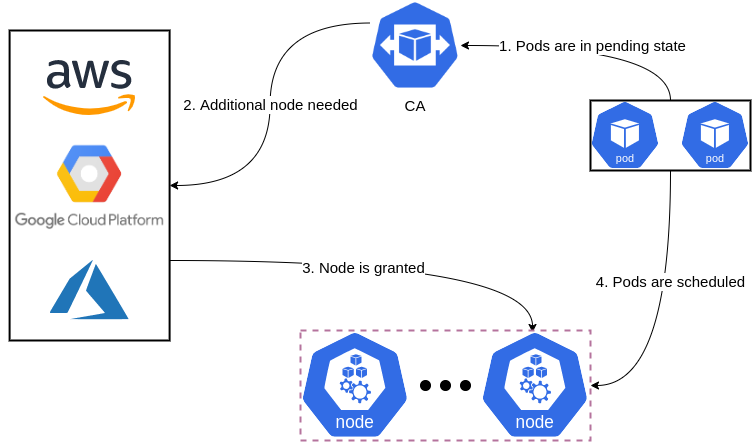 aws
Google Cloud Platform
CA
1. Pods are in pending state
2. Additional node needed
pod
pod
3. Node is granted
4. Pods are scheduled
node
node